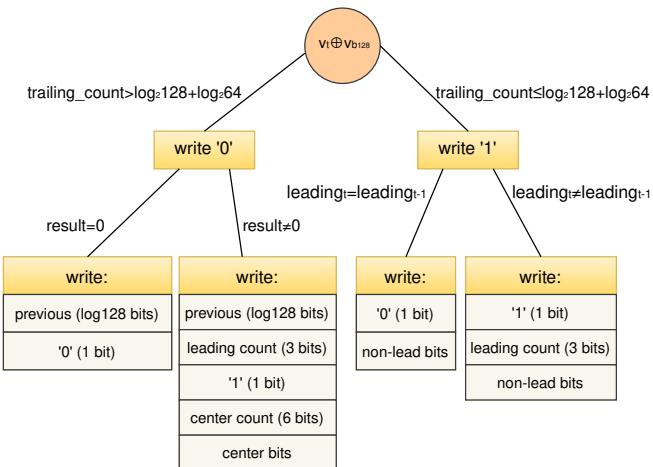 vt⊕vb128
trailing_count>log2128+log264
trailing_count≤log2128+log264
write '0'
write '1'
leadingt=leadingt-1
leadingt≠leadingt-1
result=0
result≠0
write:
write:
write:
write:
previous (log128 bits)
previous (log128 bits)
'0' (1 bit)
'1' (1 bit)
'0' (1 bit)
leading count (3 bits)
non-lead bits
leading count (3 bits)
'1' (1 bit)
non-lead bits
center count (6 bits)
center bits